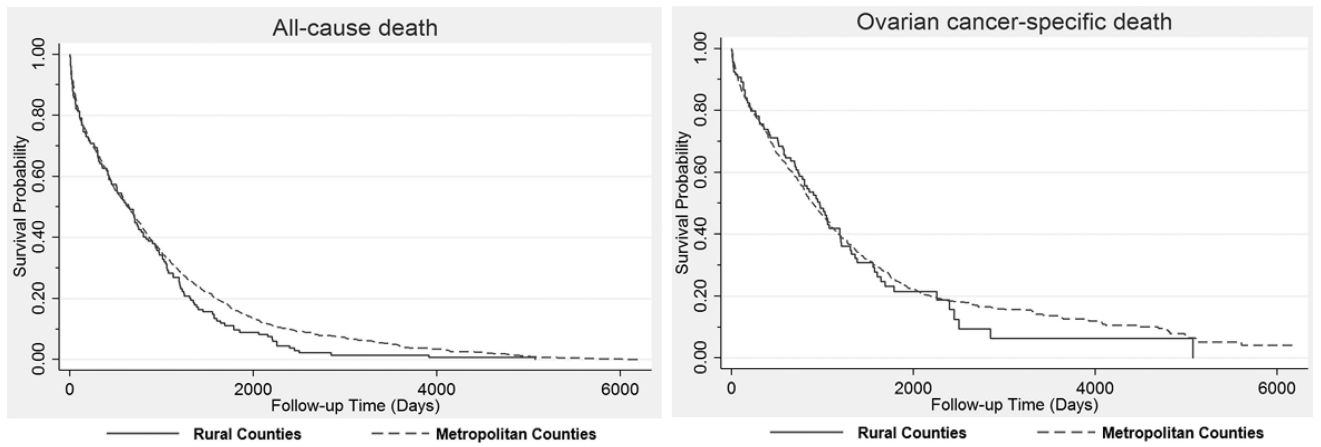 All-cause death
Survival Probability
1.00
0.80
0.60
0.40
0.20
0.00
0 2000 4000 6000
Follow-up Time (Days)
Rural Counties Metropolitan Counties
Ovarian cancer-specific death
Survival Probability
1.00
0.80
0.60
0.40
0.20
0.00
0 2000 4000 6000
Follow-up Time (Days)
Rural Counties Metropolitan Counties